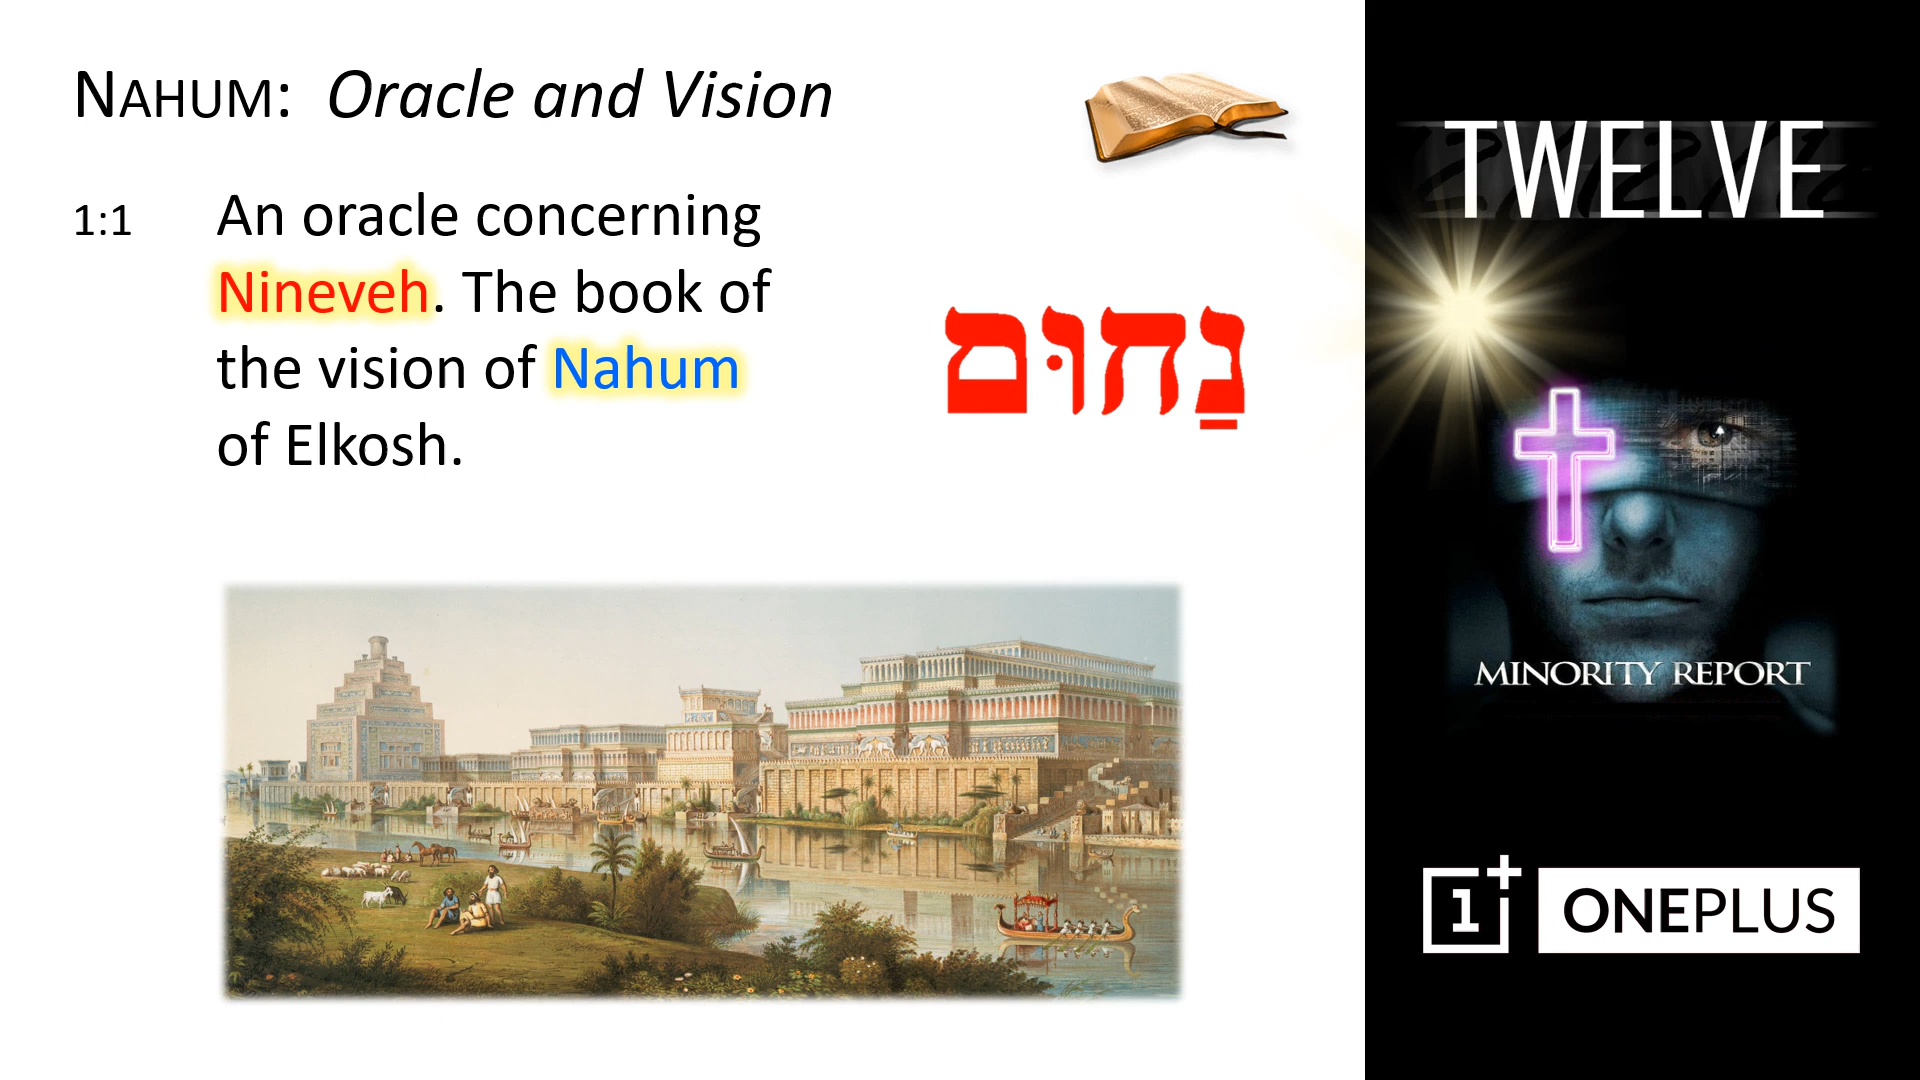 NAHUM: Oracle and Vision
1:1 An oracle concerning
Nineveh. The book of
the vision of Nahum
of Elkosh.
נַחוּם
TWELVE
MINORITY REPORT
1+ ONEPLUS